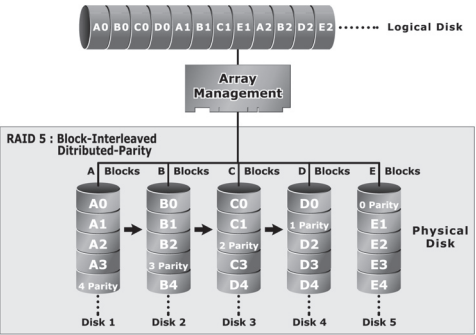 A0 B0 C0 D0 A1 B1 C1 E1 A2 B2 D2 E2 Logical Disk
Array
Management
RAID 5 : Block-Interleaved
Ditributed-Parity
A Blocks B Blocks C Blocks D Blocks E Blocks
A0 B0 C0 D0 0 Parity
A1 B1 C1 1 Parity E1
A2 B2 2 Parity D2 E2
A3 3 Parity C3 D3 E3
4 Parity B4 D4 D4 E4
Physical
Disk
Disk 1 Disk 2 Disk 3 Disk 4 Disk 5